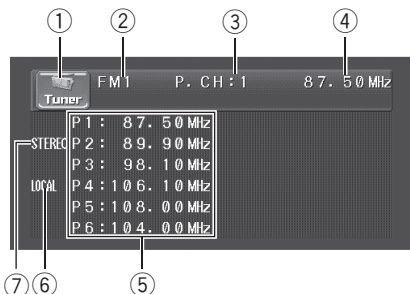 ① ② ③ ④
Tuner FM1 P.CH:1 87.50MHz
P1: 87.50MHz
STEREO P2: 89.90MHz
P3: 98.10MHz
LOCAL P4:106.10MHz
P5:108.00MHz
P6:104.00MHz
⑦ ⑥ ⑤